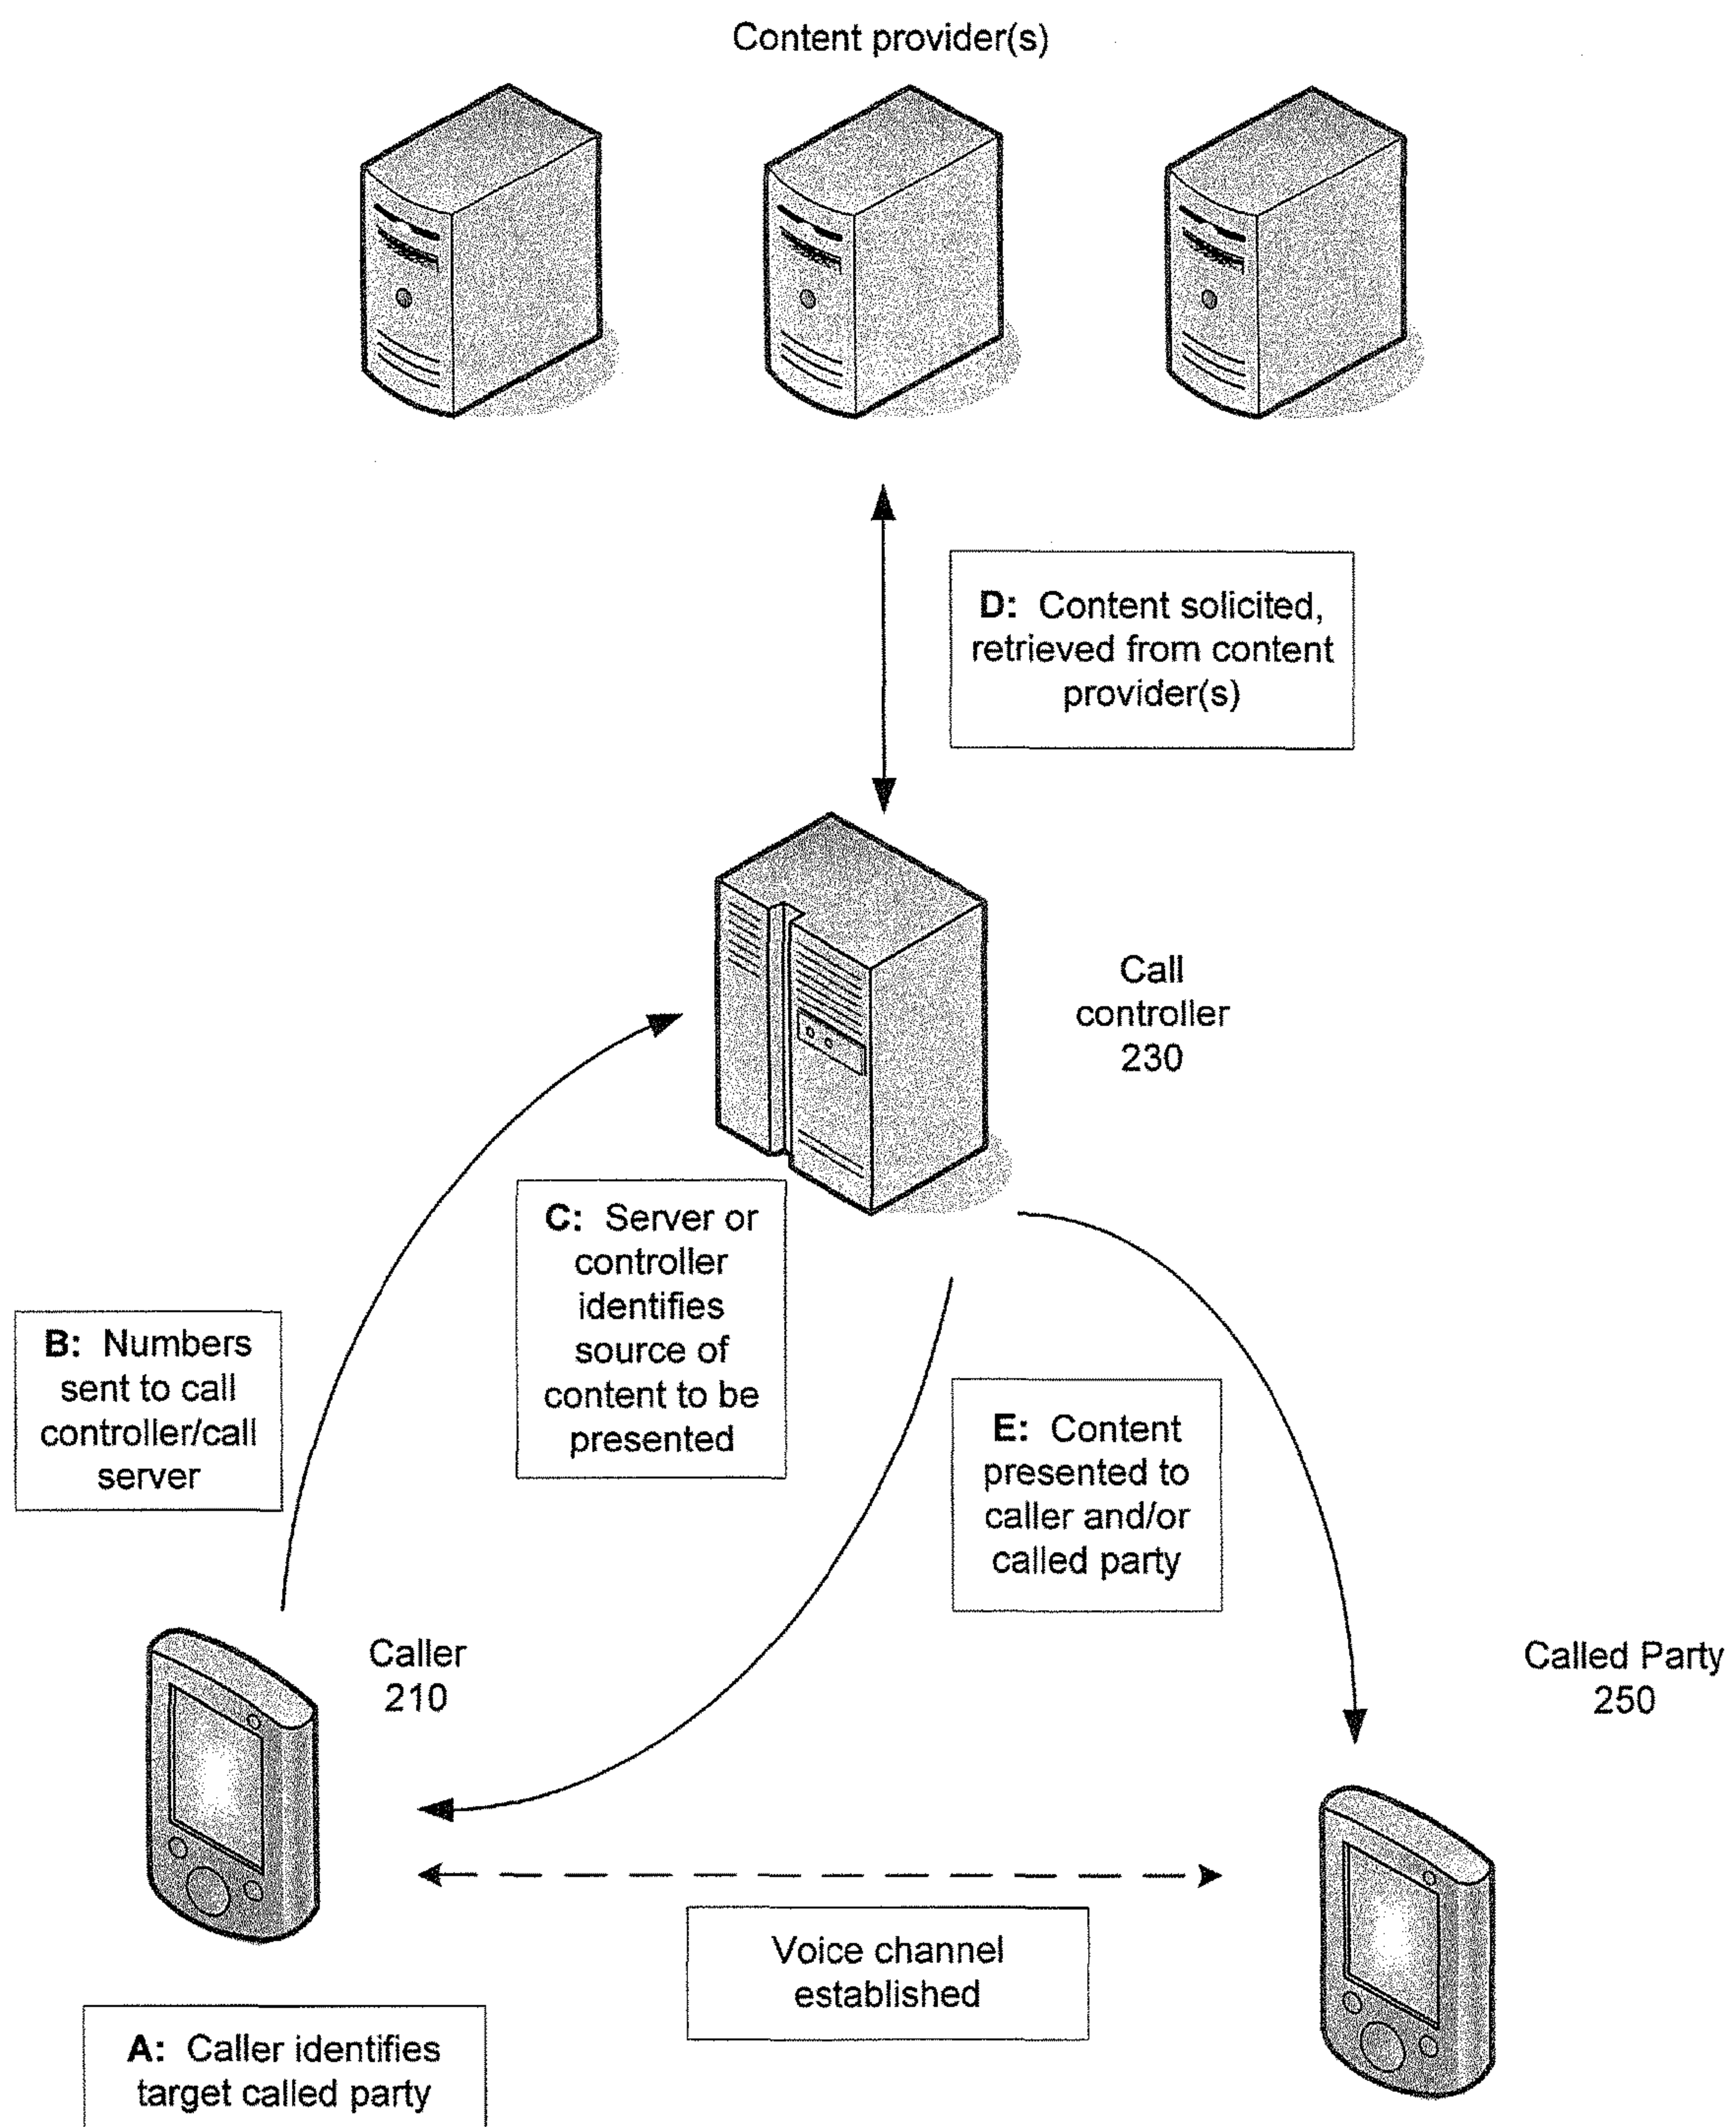 Content provider(s)
D: Content solicited,
retrieved from content
provider(s)
Call
controller
230
C: Server or
controller
identifies
source of
content to be
presented
B: Numbers
sent to call
controller/call
server
E: Content
presented to
caller and/or
called party
Caller
210
Called Party
250
Voice channel
established
A: Caller identifies
target called party